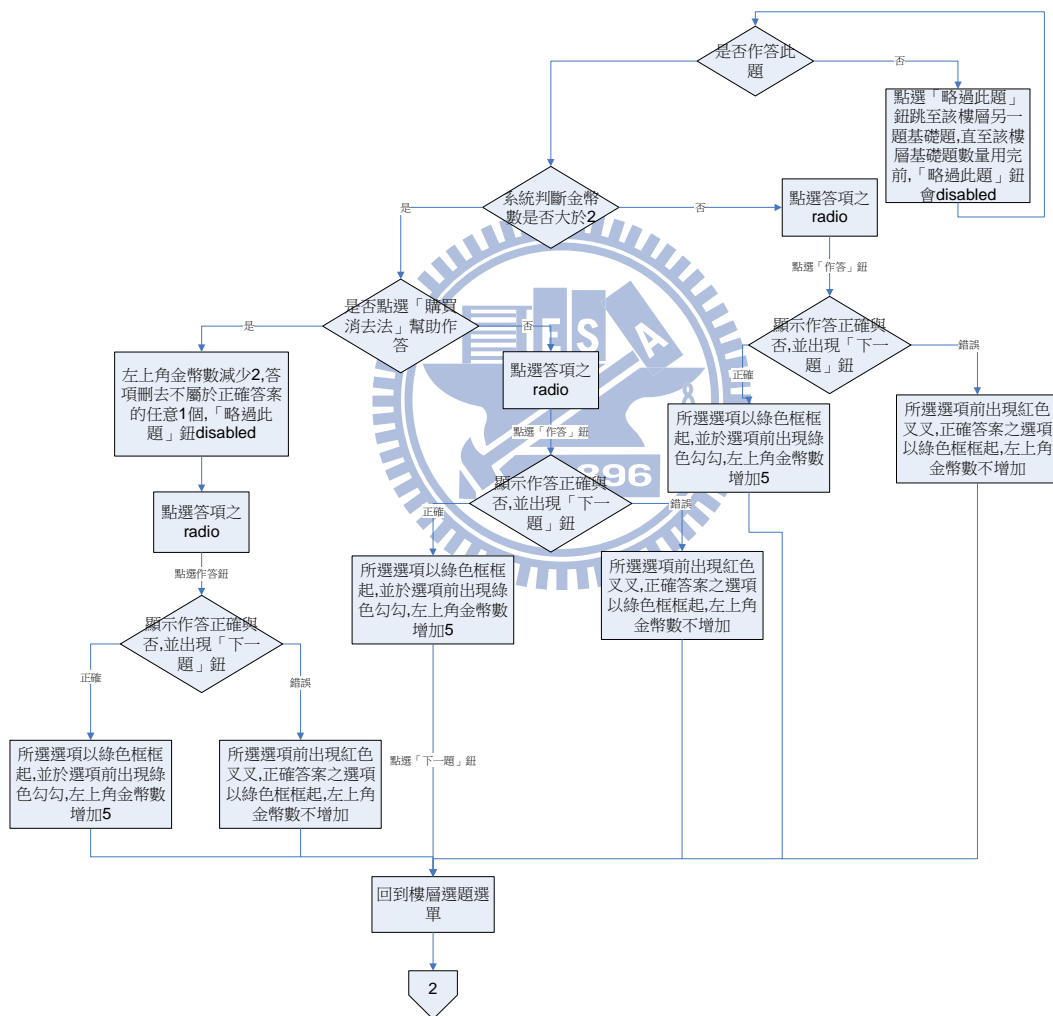 是否作答此
題
否
點選「略過此題」
鈕跳至該樓層另一
題基礎題,直至該樓
層基礎題數量用完
前,「略過此題」鈕
會disabled
系統判斷金幣
數是否大於2
是
否
點選答項之
radio
點選「作答」鈕
是否點選「購買
消去法」幫助作
答
是
否
顯示作答正確與
否,並出現「下一
題」鈕
正確
錯誤
左上角金幣數減少2,答
項刪去不屬於正確答案
的任意1個,「略過此
題」鈕disabled
點選答項之
radio
點選「作答」鈕
所選選項以綠色框框
起,並於選項前出現綠
色勾勾,左上角金幣數
增加5
所選選項前出現紅色
叉叉,正確答案之選項
以綠色框框起,左上角
金幣數不增加
ESA
1896
點選答項之
radio
點選作答鈕
顯示作答正確與
否,並出現「下一
題」鈕
正確
錯誤
所選選項以綠色框框
起,並於選項前出現綠
色勾勾,左上角金幣數
增加5
所選選項前出現紅色
叉叉,正確答案之選項
以綠色框框起,左上角
金幣數不增加
顯示作答正確與
否,並出現「下一
題」鈕
正確
錯誤
所選選項以綠色框框
起,並於選項前出現綠
色勾勾,左上角金幣數
增加5
所選選項前出現紅色
叉叉,正確答案之選項
以綠色框框起,左上角
金幣數不增加
點選「下一題」鈕
回到樓層選題選
單
2